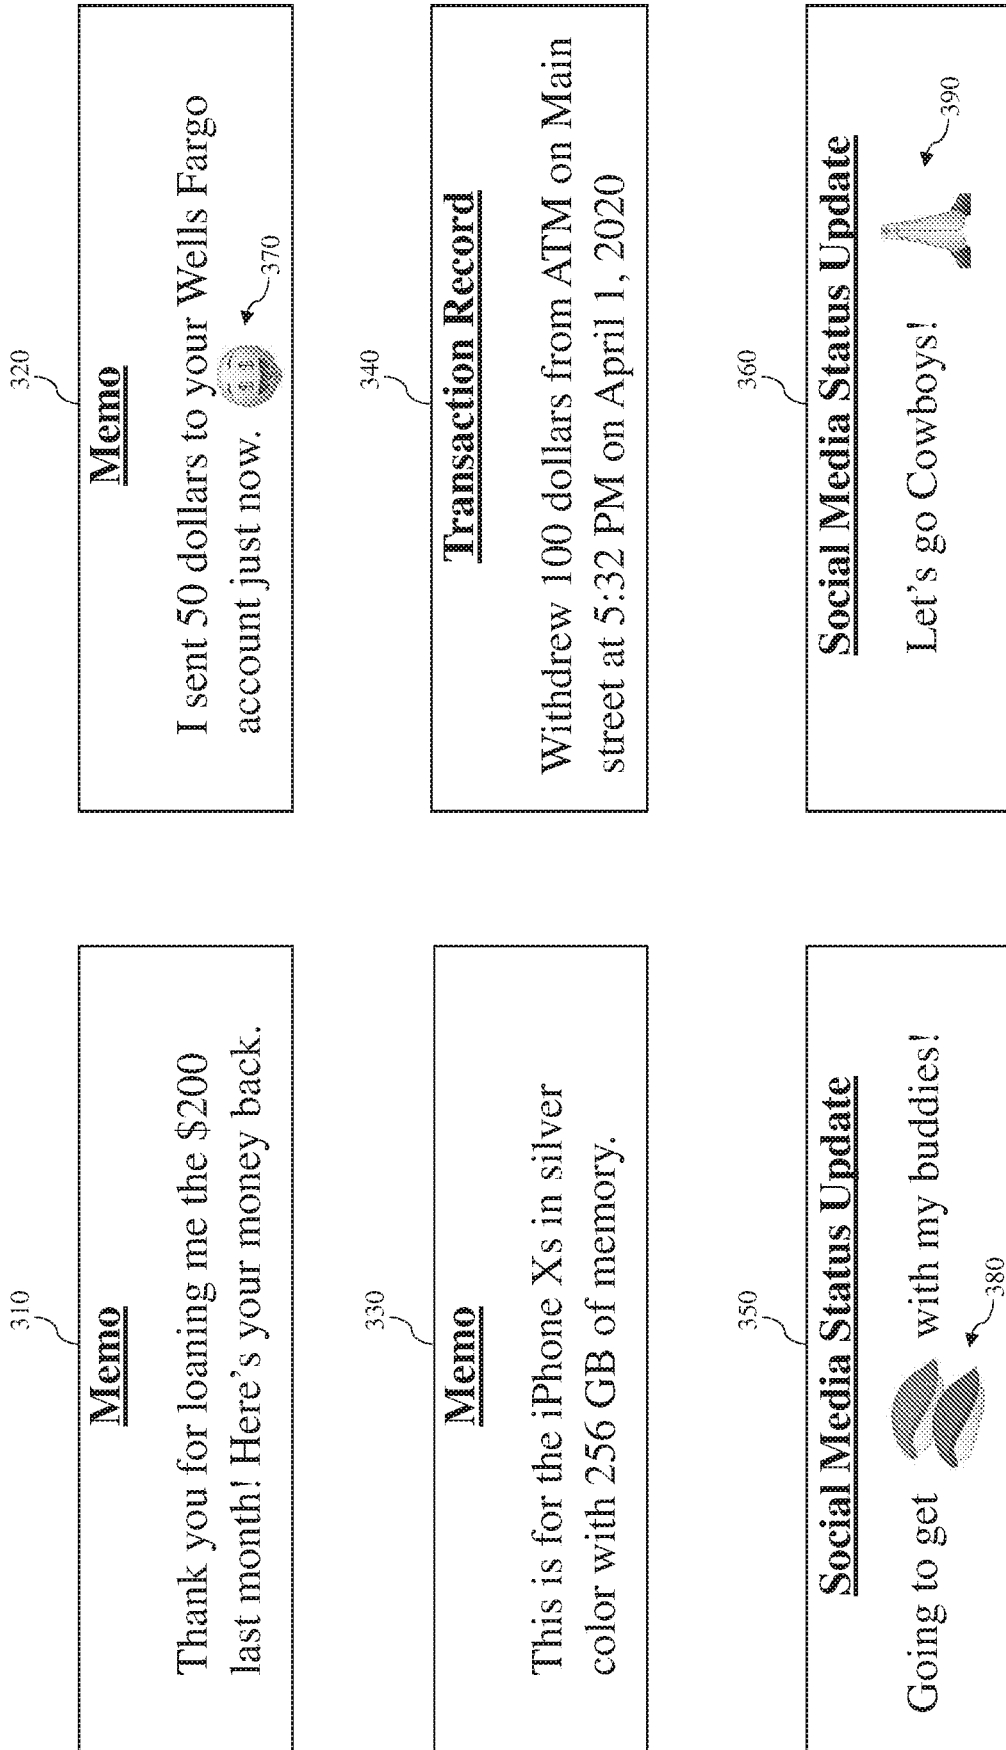 310
Memo
Thank you for loaning me the $200
last month! Here's your money back.
320
Memo
I sent 50 dollars to your Wells Fargo
account just now.
370
330
Memo
This is for the iPhone Xs in silver
color with 256 GB of memory.
340
Transaction Record
Withdrew 100 dollars from ATM on Main
street at 5:32 PM on April 1, 2020
350
Social Media Status Update
Going to get with my buddies!
380
360
Social Media Status Update
Let's go Cowboys!
390